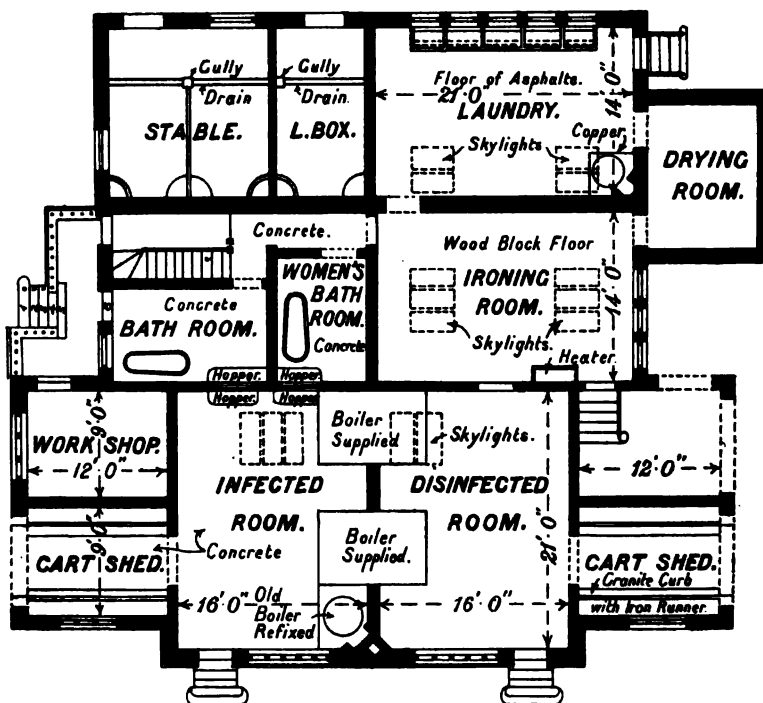 Gully
Drain
STABLE.
Gully
Drain.
L.BOX.
Floor of Asphalte.
21'.0"
LAUNDRY.
14'.0"
Copper.
Skylights
DRYING
ROOM.
Concrete.
Wood Block Floor
IRONING
ROOM.
14'.0"
Skylights.
Heater.
Concrete
BATH ROOM.
WOMEN'S
BATH
ROOM.
Concrete
Hopper.
Hopper.
Hopper.
Hopper.
WORK SHOP.
9'.0"
12'.0"
Boiler
Supplied
Skylights.
12'.0"
INFECTED
ROOM.
DISINFECTED
ROOM.
9'.0"
CART SHED.
Concrete
Boiler
Supplied.
21'.0"
CART SHED.
Granite Curb
with Iron Runner.
16'.0"
Old
Boiler
Refixed
16'.0"